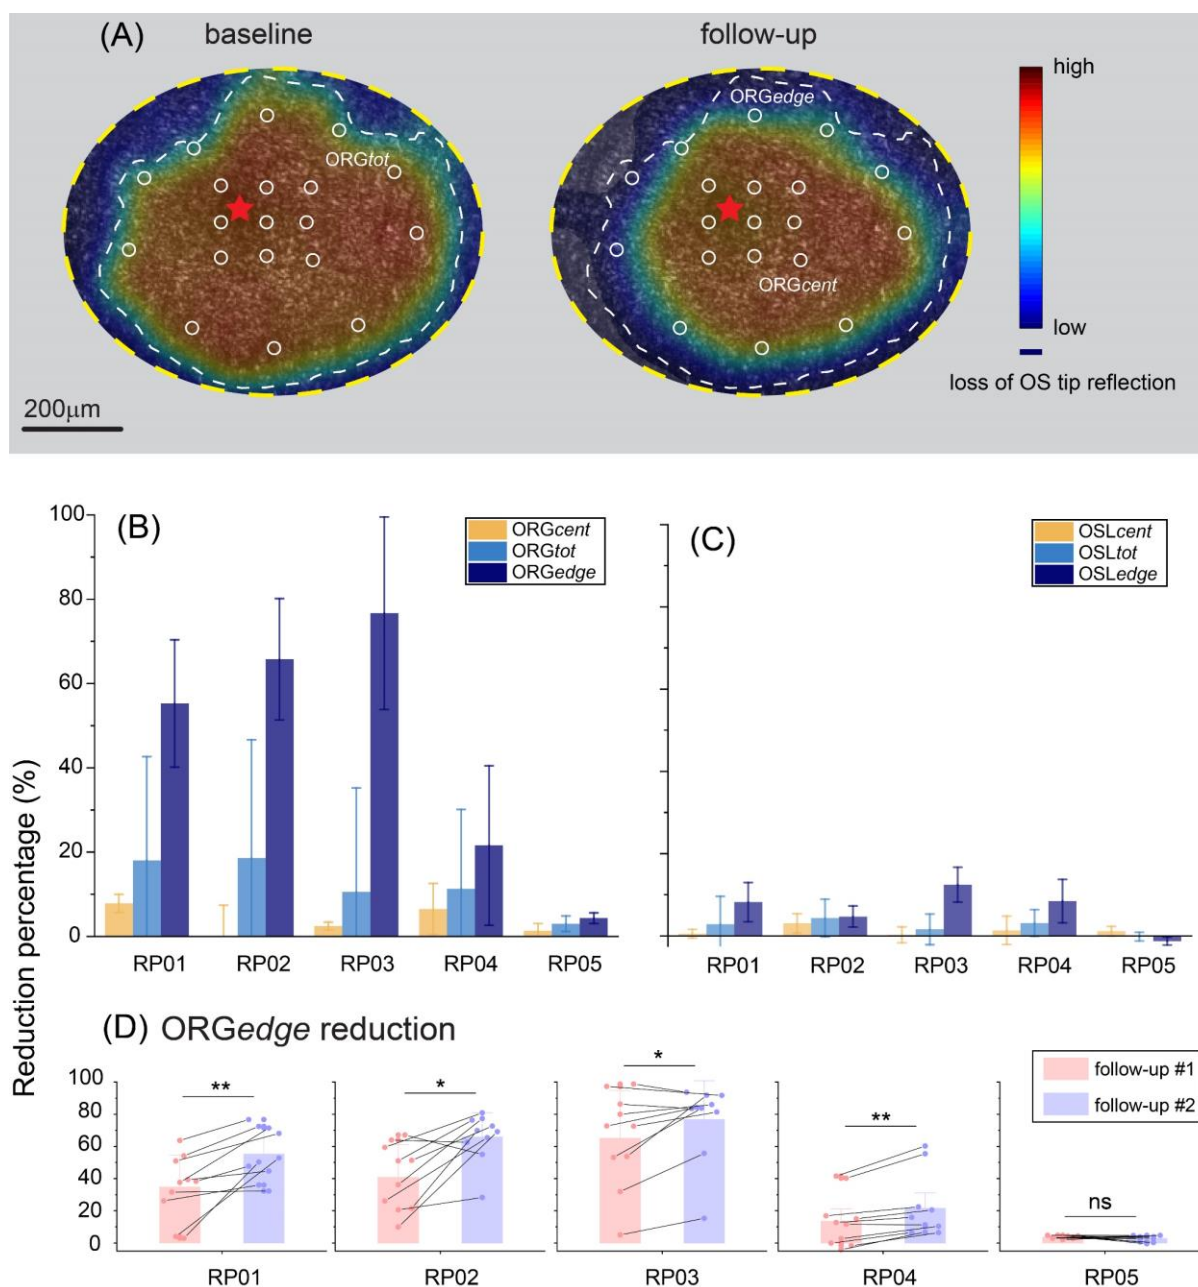 (A) baseline follow-up
high
ORGedge
ORGtot
ORGcent
low
loss of OS tip reflection
200μm
100
(B)
ORGcent
ORGtot
ORGedge
(C)
OSLcent
OSLtot
OSLedge
80
60
40
20
0
RP01 RP02 RP03 RP04 RP05
RP01 RP02 RP03 RP04 RP05
Reduction percentage (%)
(D) ORGedge reduction
follow-up #1
follow-up #2
100
80
60
40
20
0
** * * ** ns
RP01 RP02 RP03 RP04 RP05